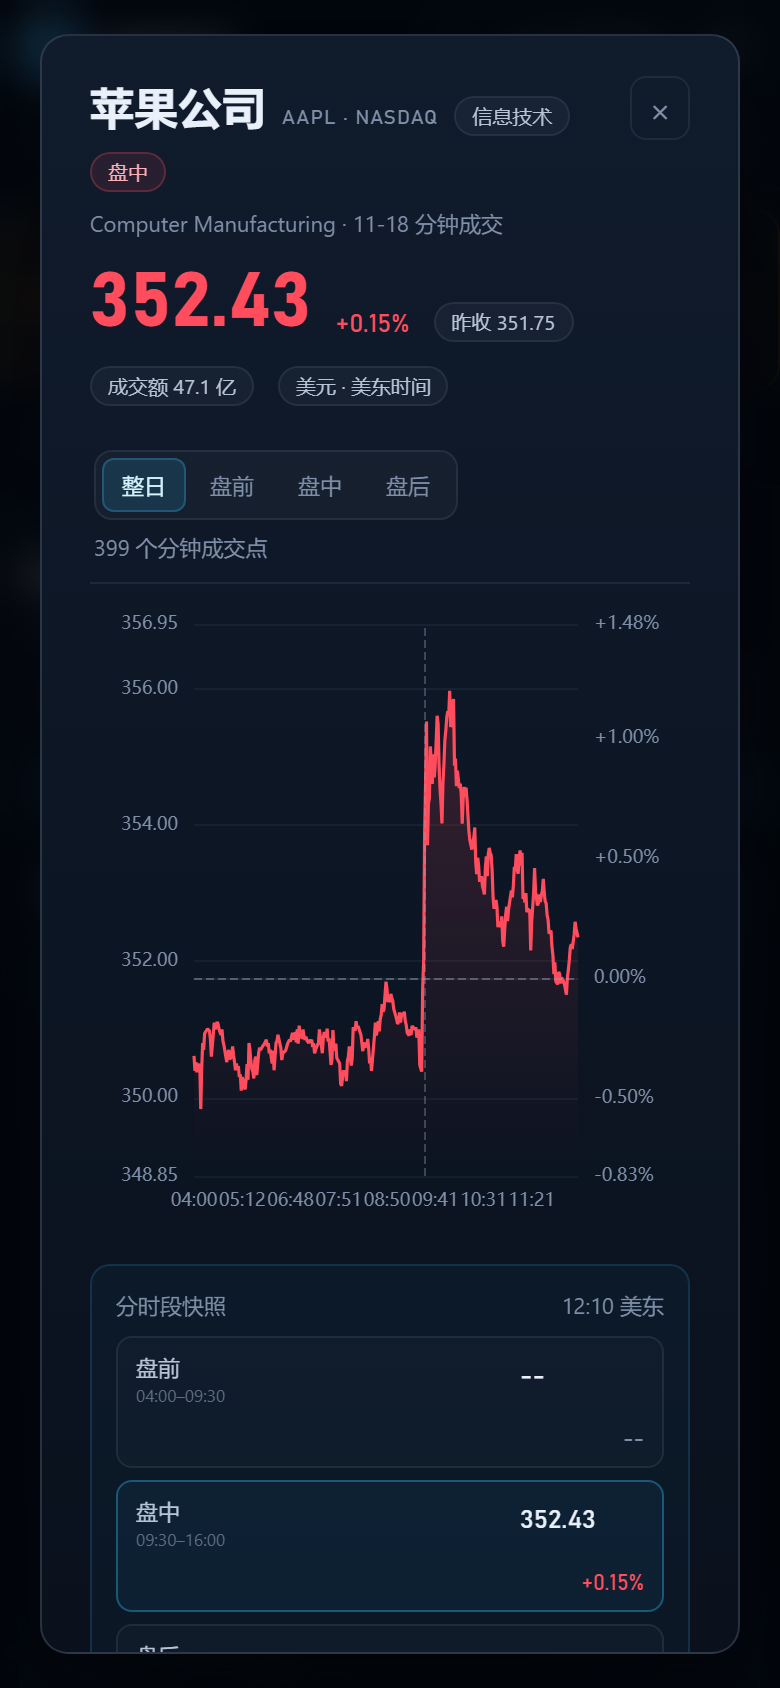 苹果公司 AAPL · NASDAQ 信息技术 ×
盘中
Computer Manufacturing · 11-18 分钟成交
352.43 +0.15% 昨收 351.75
成交额 47.1 亿 美元 · 美东时间
整日 盘前 盘中 盘后
399 个分钟成交点
356.95 +1.48%
356.00
+1.00%
354.00
+0.50%
352.00
0.00%
350.00 -0.50%
348.85 -0.83%
04:00 05:12 06:48 07:51 08:50 09:41 10:31 11:21
分时段快照 12:10 美东
盘前 --
04:00–09:30
--
盘中 352.43
09:30–16:00
+0.15%
盘后